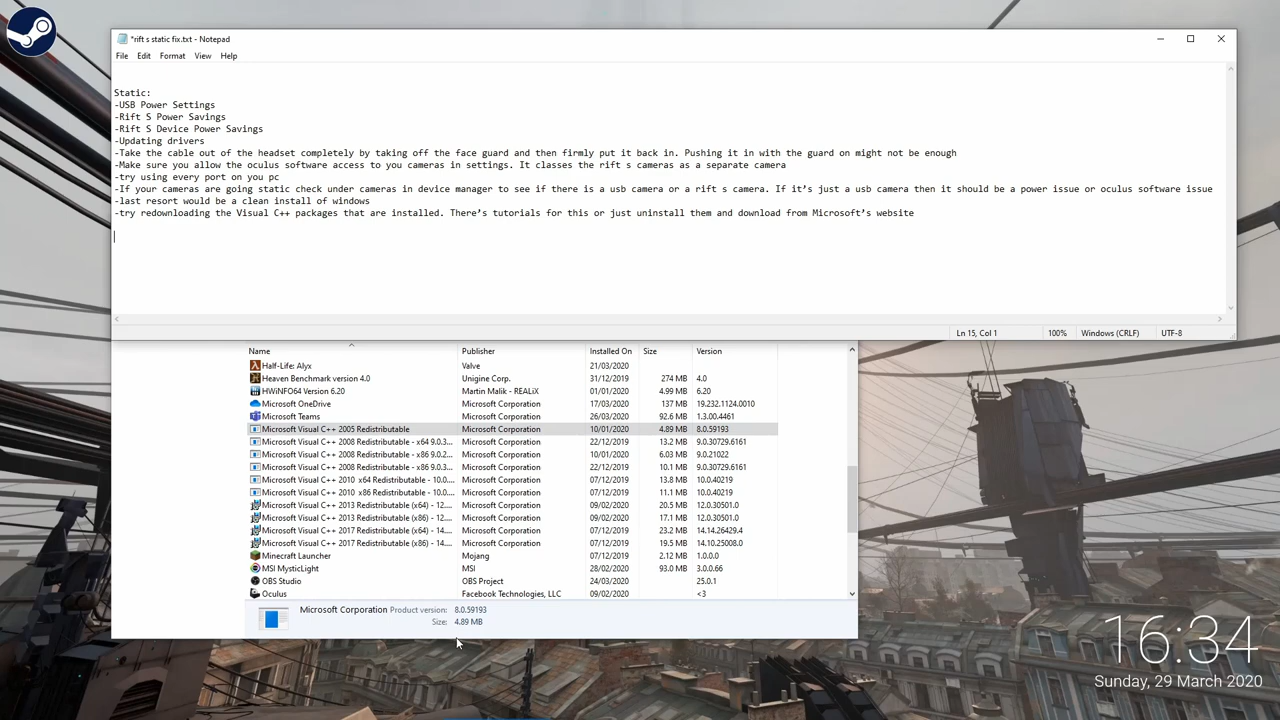 *rift s static fix.txt - Notepad
File Edit Format View Help
Static:
-USB Power Settings
-Rift S Power Savings
-Rift S Device Power Savings
-Updating drivers
-Take the cable out of the headset completely by taking off the face guard and then firmly put it back in. Pushing it in with the guard on might not be enough
-Make sure you allow the oculus software access to you cameras in settings. It classes the rift s cameras as a separate camera
-try using every port on you pc
-If your cameras are going static check under cameras in device manager to see if there is a usb camera or a rift s camera. If it's just a usb camera then it should be a power issue or oculus software issue
-last resort would be a clean install of windows
-try redownloading the Visual C++ packages that are installed. There's tutorials for this or just uninstall them and download from Microsoft's website
Ln 15, Col 1 100% Windows (CRLF) UTF-8
Name Publisher Installed On Size Version
Half-Life: Alyx Valve 21/03/2020
Heaven Benchmark version 4.0 Unigine Corp. 31/12/2019 274 MB 4.0
HWiNFO64 Version 6.20 Martin Malik - REALiX 07/12/2019 4.99 MB 6.20
Microsoft OneDrive Microsoft Corporation 17/03/2020 137 MB 19.232.1124.0010
Microsoft Teams Microsoft Corporation 26/03/2020 92.6 MB 1.3.00.4461
Microsoft Visual C++ 2005 Redistributable Microsoft Corporation 10/01/2020 4.89 MB 8.0.59193
Microsoft Visual C++ 2008 Redistributable - x64 9.0.3... Microsoft Corporation 22/12/2019 13.2 MB 9.0.30729.6161
Microsoft Visual C++ 2008 Redistributable - x86 9.0.2... Microsoft Corporation 10/01/2020 6.03 MB 9.0.21022
Microsoft Visual C++ 2008 Redistributable - x86 9.0.3... Microsoft Corporation 22/12/2019 10.1 MB 9.0.30729.6161
Microsoft Visual C++ 2010 x64 Redistributable - 10.0.... Microsoft Corporation 07/12/2019 13.8 MB 10.0.40219
Microsoft Visual C++ 2010 x86 Redistributable - 10.0.... Microsoft Corporation 07/12/2019 11.1 MB 10.0.40219
Microsoft Visual C++ 2013 Redistributable (x64) - 12.... Microsoft Corporation 09/02/2020 20.5 MB 12.0.30501.0
Microsoft Visual C++ 2013 Redistributable (x86) - 12.... Microsoft Corporation 09/02/2020 17.1 MB 12.0.30501.0
Microsoft Visual C++ 2017 Redistributable (x64) - 14.... Microsoft Corporation 07/12/2019 23.2 MB 14.14.26429.4
Microsoft Visual C++ 2017 Redistributable (x86) - 14.... Microsoft Corporation 07/12/2019 19.5 MB 14.10.25008.0
Minecraft Launcher Mojang 07/12/2019 2.12 MB 1.0.0.0
MSI MysticLight MSI 28/02/2020 93.0 MB 3.0.0.66
OBS Studio OBS Project 24/03/2020 25.0.1
Oculus Facebook Technologies, LLC 09/02/2020 <3
Microsoft Corporation Product version: 8.0.59193
Size: 4.89 MB
16:34
Sunday, 29 March 2020